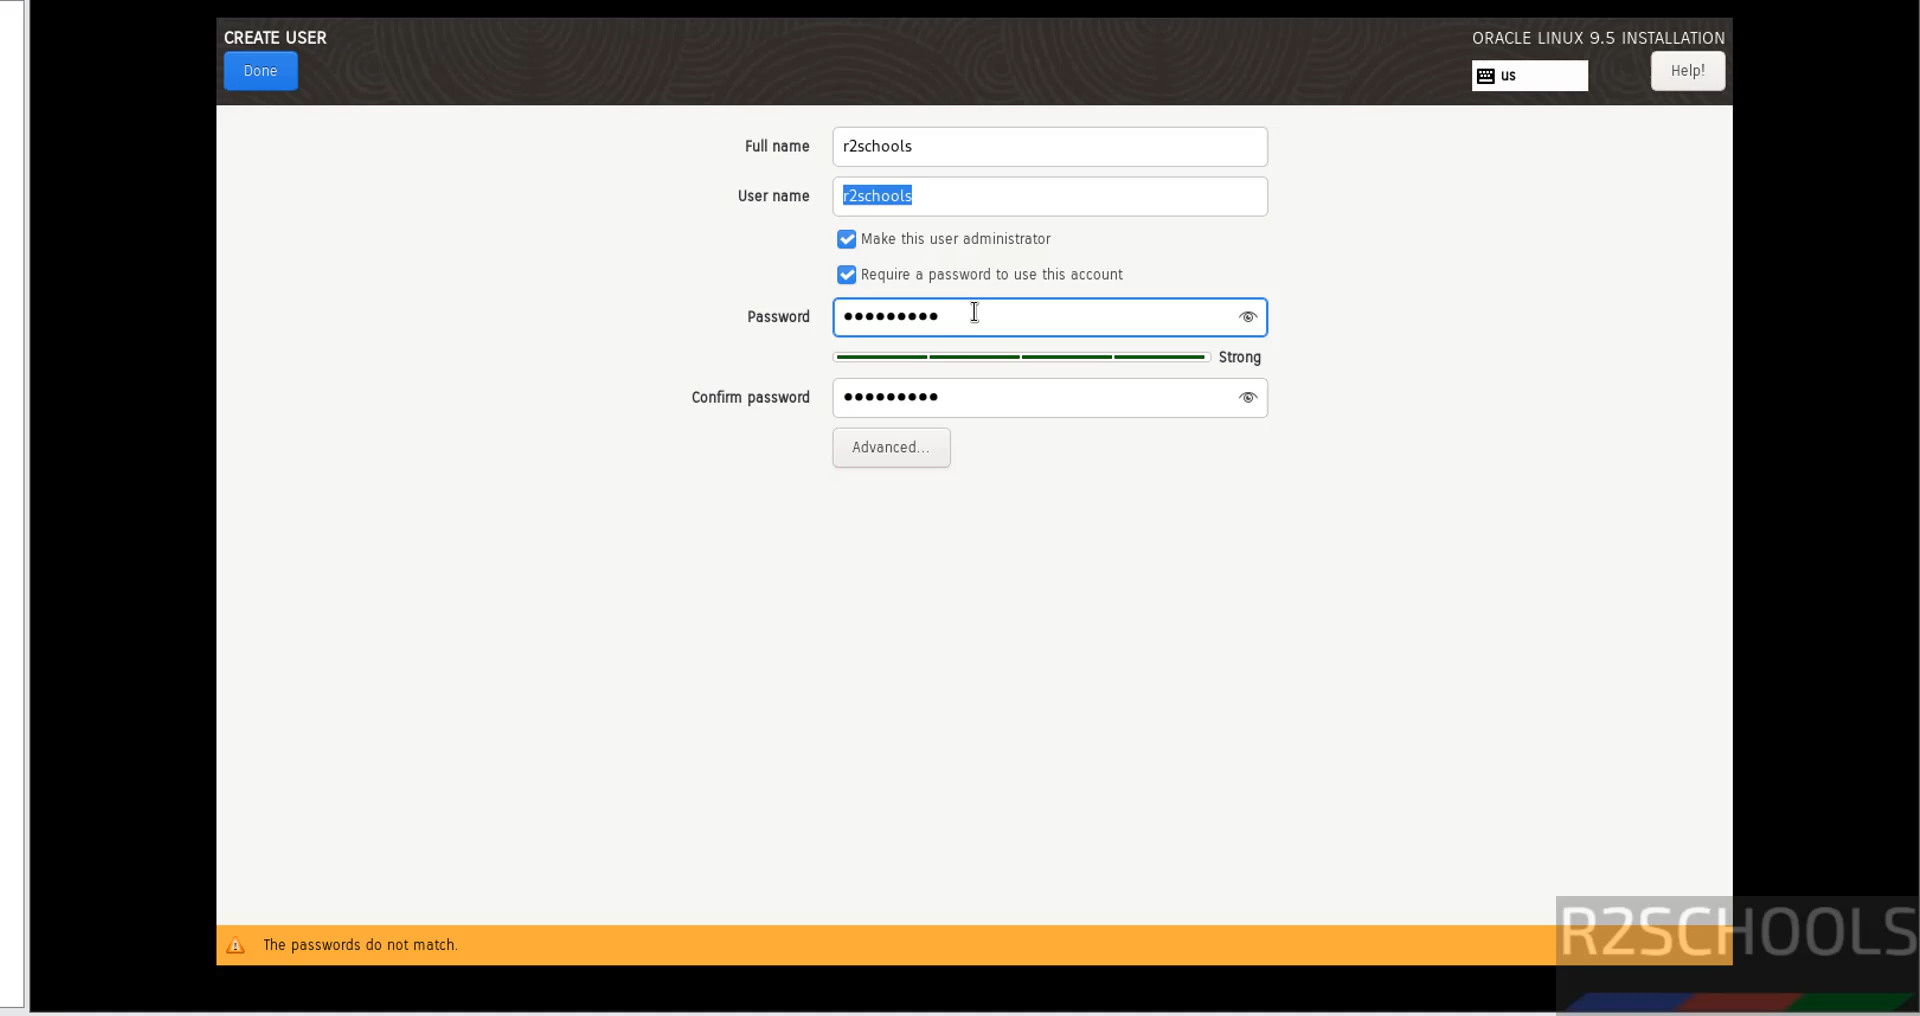 CREATE USER
ORACLE LINUX 9.5 INSTALLATION
Done
us
Help!
Full name
r2schools
User name
r2schools
Make this user administrator
Require a password to use this account
Password
●●●●●●●●●
Strong
Confirm password
●●●●●●●●●
Advanced...
The passwords do not match.
R2SCHOOLS